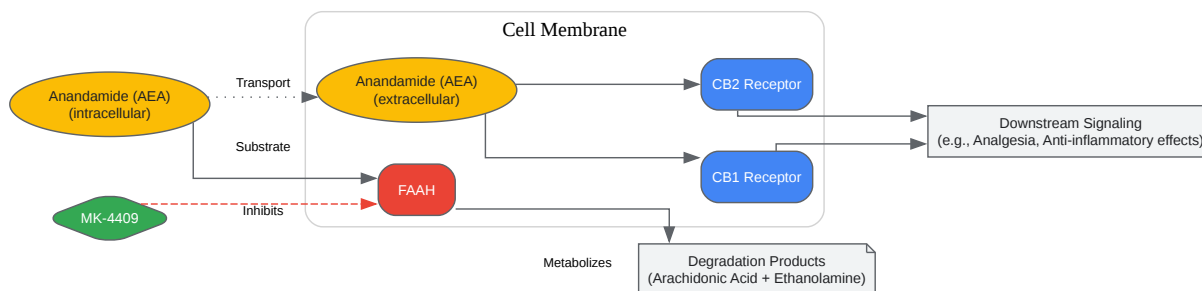 Cell Membrane
Anandamide (AEA)
(intracellular)
Transport
Anandamide (AEA)
(extracellular)
CB2 Receptor
Downstream Signaling
(e.g., Analgesia, Anti-inflammatory effects)
Substrate
FAAH
CB1 Receptor
MK-4409
Inhibits
Metabolizes
Degradation Products
(Arachidonic Acid + Ethanolamine)